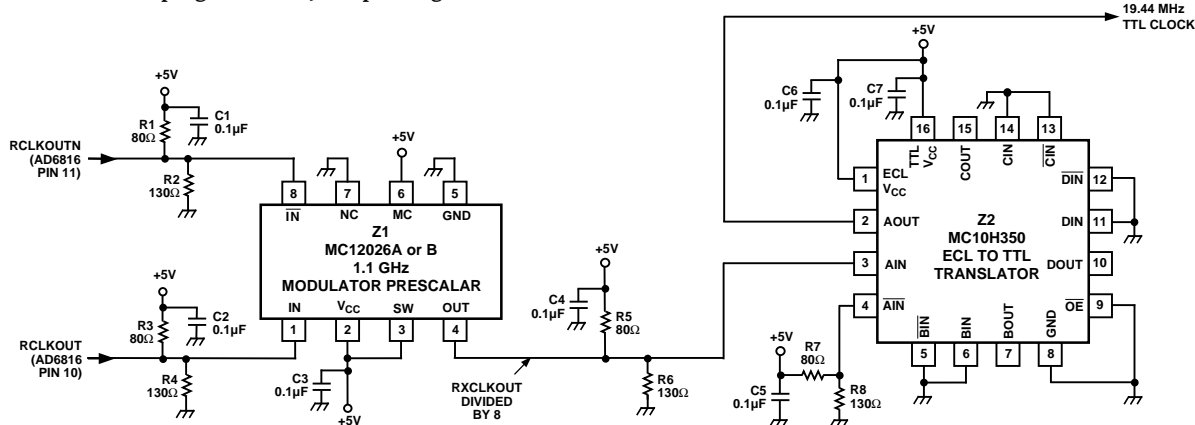 19.44 MHz
TTL CLOCK
+5V
C6
0.1µF
C7
0.1µF
+5V
C1
0.1µF
R1
80Ω
RCLKOUTN
(AD6816
PIN 11)
R2
130Ω
+5V
8
7
6
5
IN
NC
MC
GND
Z1
MC12026A or B
1.1 GHz
MODULATOR PRESCALAR
IN
VCC
SW
OUT
1
2
3
4
+5V
C2
0.1µF
R3
80Ω
RCLKOUT
(AD6816
PIN 10)
R4
130Ω
C3
0.1µF
+5V
RXCLKOUT
DIVIDED
BY 8
+5V
C4
0.1µF
R5
80Ω
R6
130Ω
16
15
14
13
TTL
VCC
COUT
CIN
CIN
1
ECL
VCC
DIN
12
2
AOUT
DIN
11
Z2
MC10H350
ECL TO TTL
TRANSLATOR
3
AIN
DOUT
10
4
AIN
OE
9
BIN
BIN
BOUT
GND
5
6
7
8
+5V
R7
80Ω
C5
0.1µF
R8
130Ω